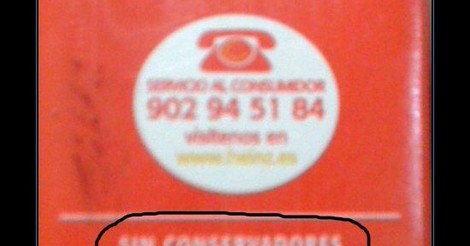 SERVICIO AL CONSUMIDOR
902 94 51 84
visítenos en
www.heinz.es
SIN CONSERVADORES